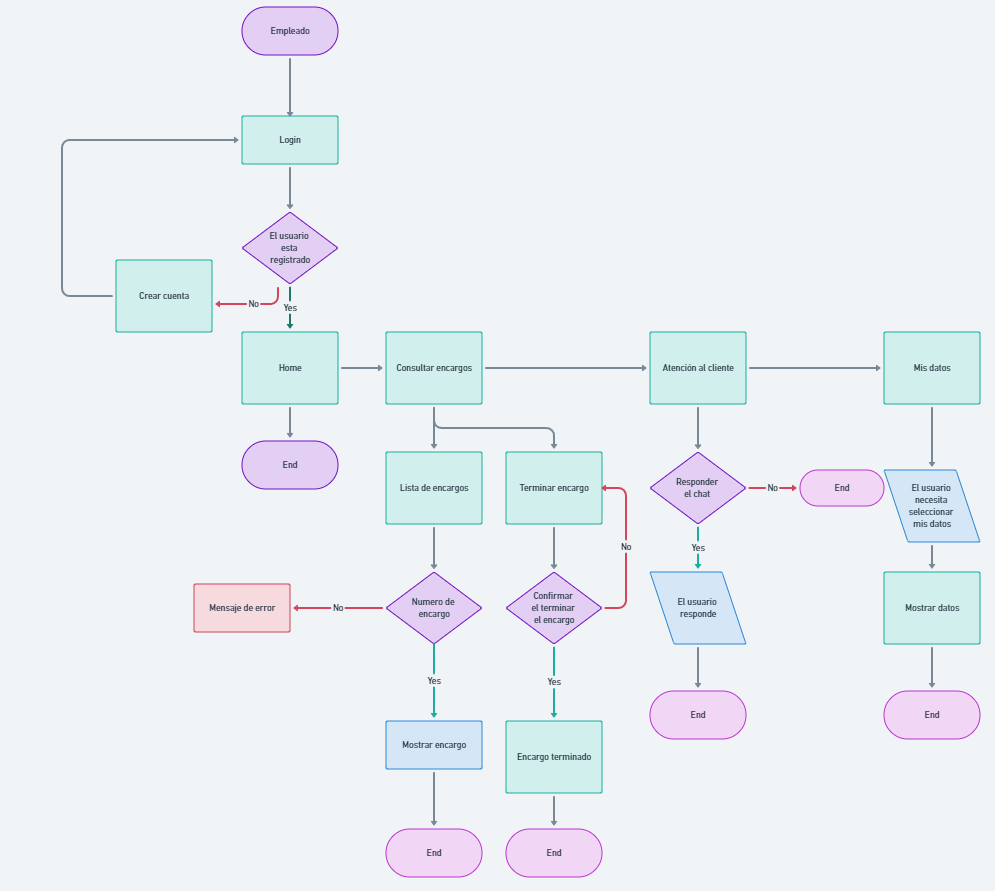 Empleado
Login
El usuario
esta
registrado
Crear cuenta
No
Yes
Home
Consultar encargos
Atención al cliente
Mis datos
End
Lista de encargos
Terminar encargo
Responder
el chat
No
End
El usuario
necesita
seleccionar
mis datos
No
Yes
Mensaje de error
No
Numero de
encargo
Confirmar
el terminar
el encargo
El usuario
responde
Mostrar datos
Yes
Yes
Mostrar encargo
Encargo terminado
End
End
End
End